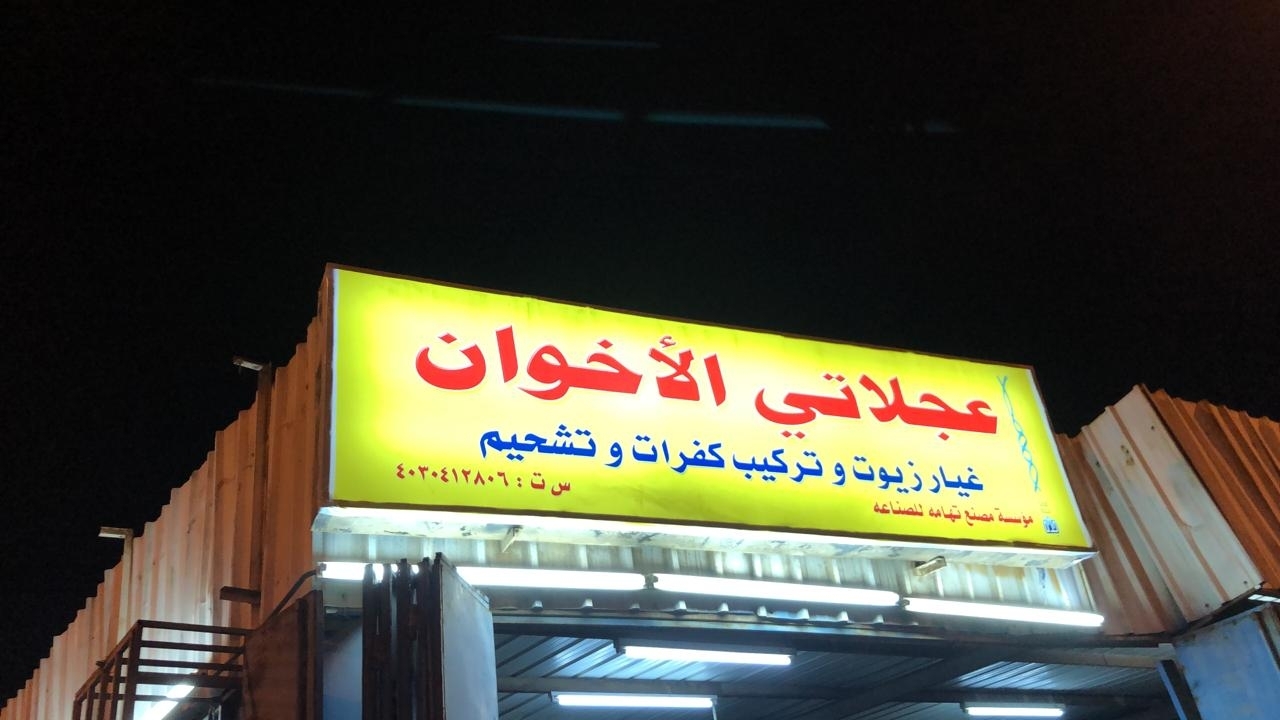 عجلاتي الأخوان
غيار زيوت و تركيب كفرات و تشحيم
س ت : ٤٠٣٠٤١٢٨٠٦
موسسة مصنع تهامه للصناعه